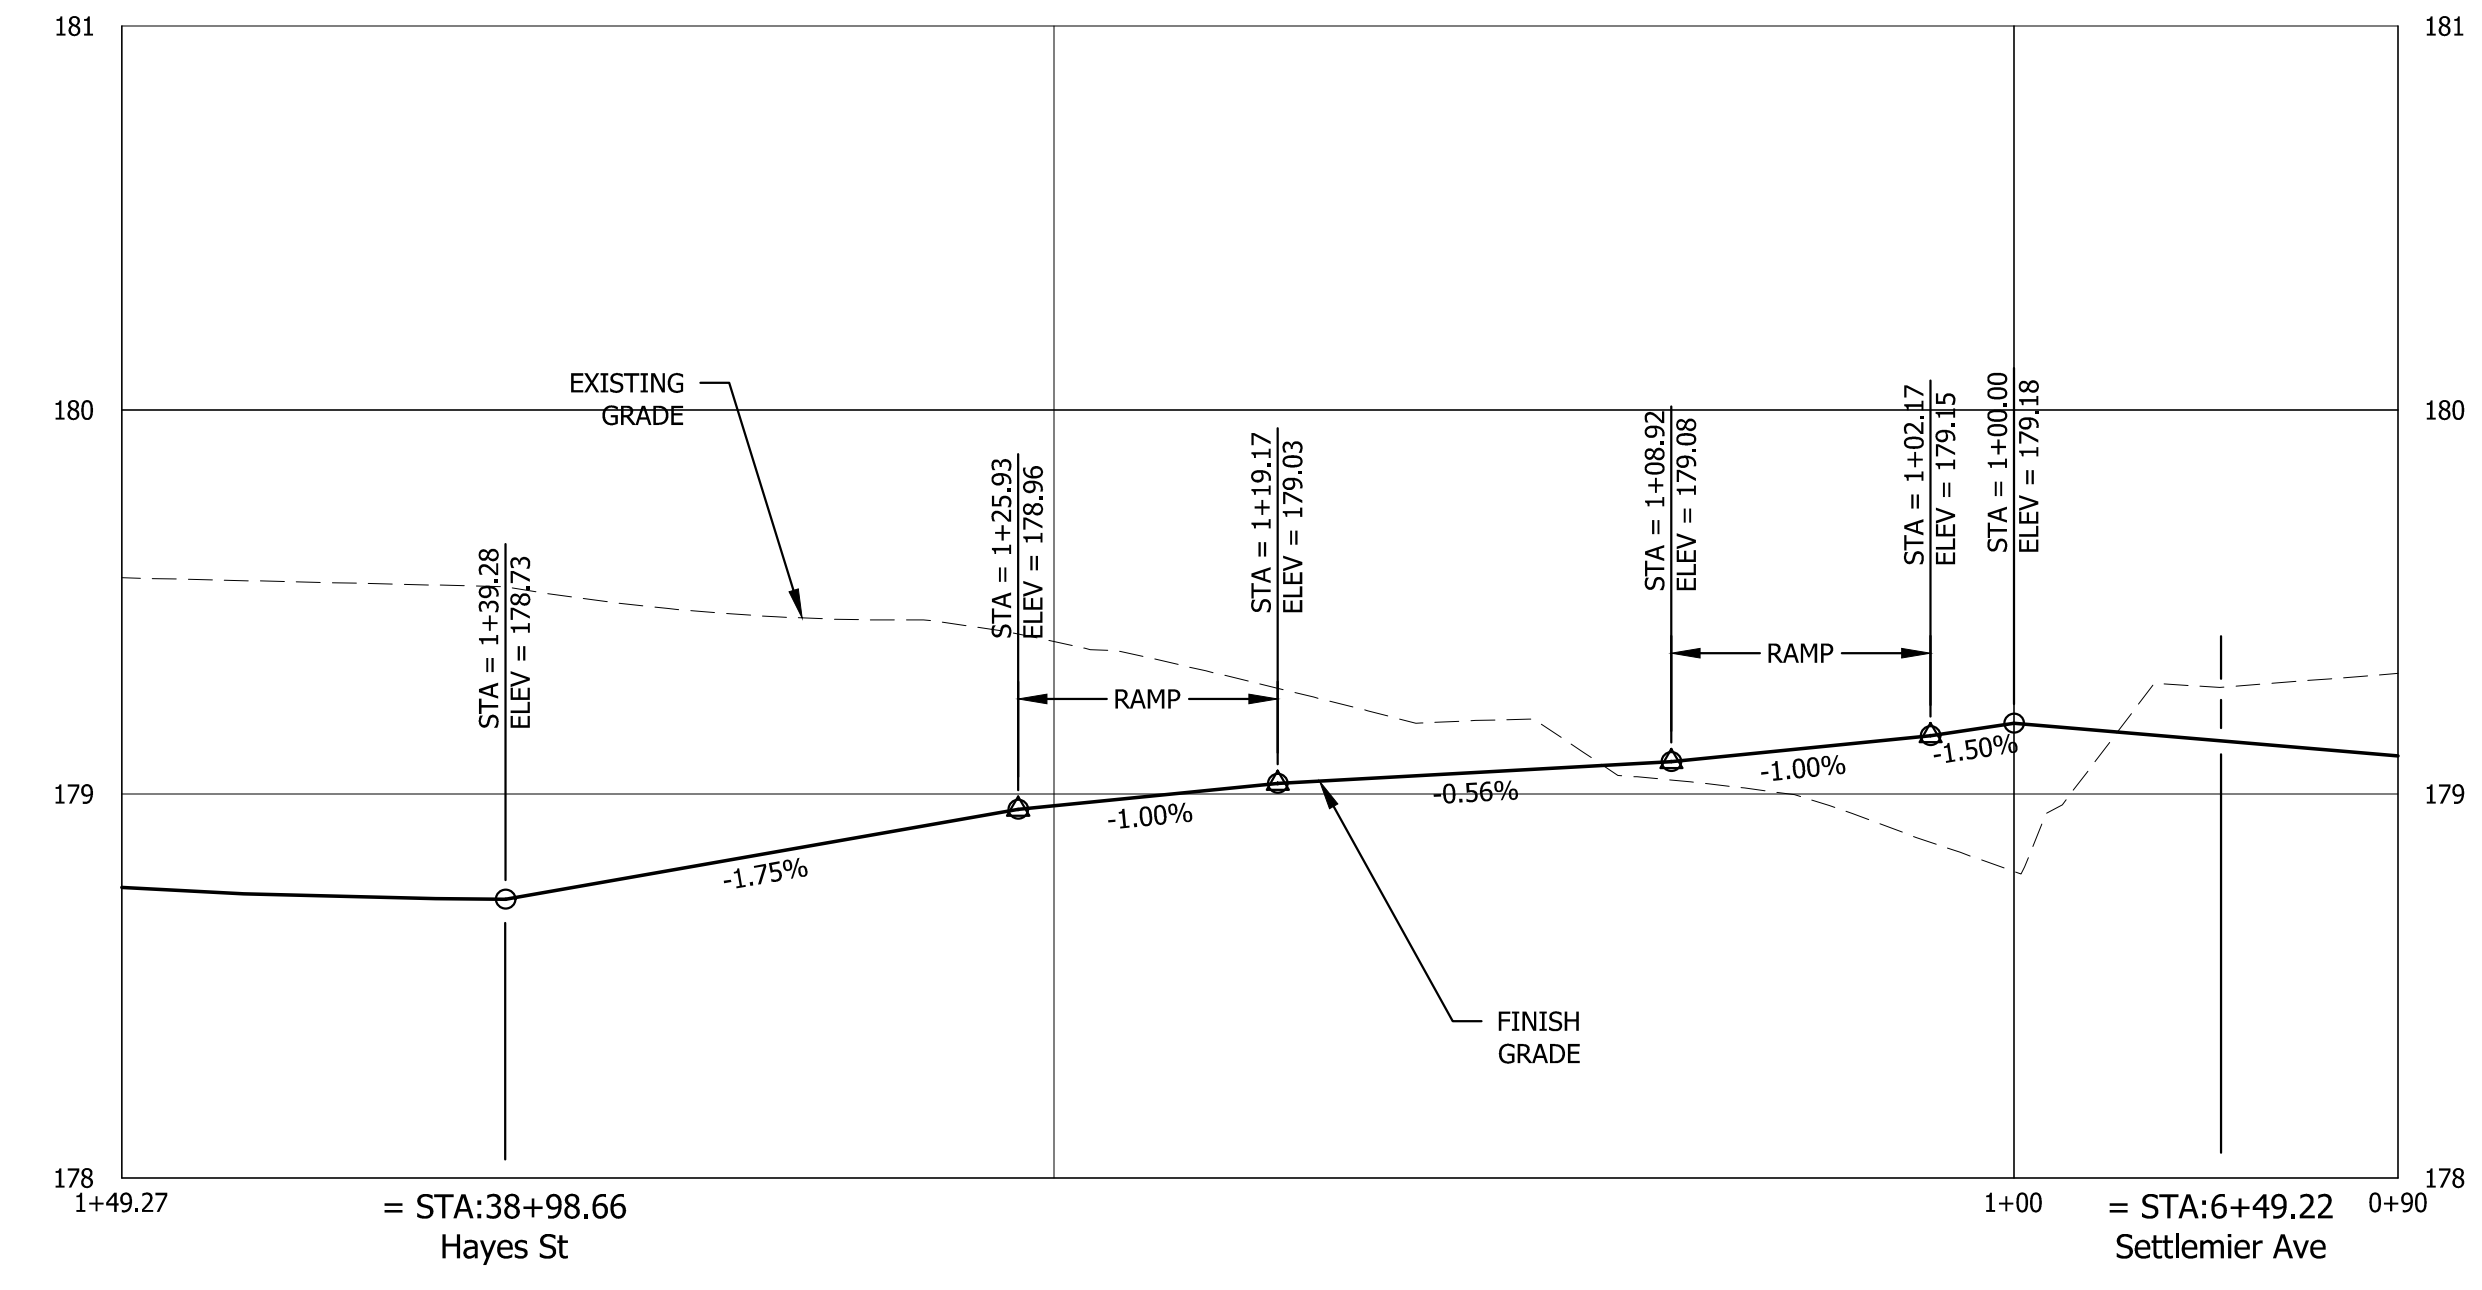 181
181
180
180
179
179
178
178
EXISTING
GRADE
STA = 1+39.28
ELEV = 178.73
STA = 1+25.93
ELEV = 178.96
STA = 1+19.17
ELEV = 179.03
STA = 1+08.92
ELEV = 179.08
STA = 1+02.17
ELEV = 179.15
STA = 1+00.00
ELEV = 179.18
RAMP
RAMP
-1.75%
-1.00%
-0.56%
-1.00%
-1.50%
FINISH
GRADE
1+49.27
= STA:38+98.66
Hayes St
1+00
= STA:6+49.22
Settlemier Ave
0+90